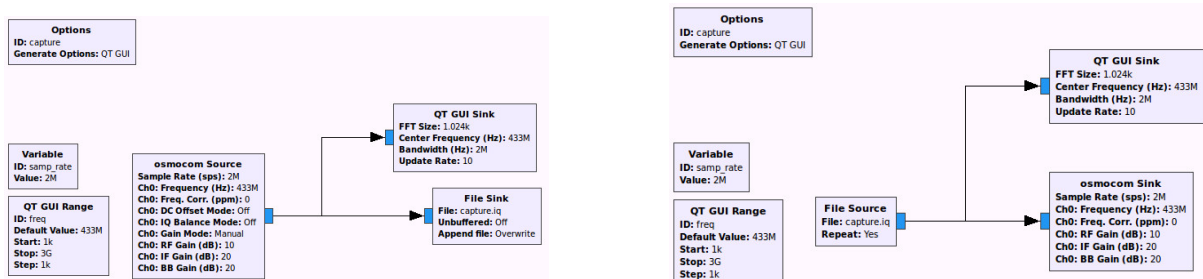 Options
ID: capture
Generate Options: QT GUI
Variable
ID: samp_rate
Value: 2M
QT GUI Range
ID: freq
Default Value: 433M
Start: 1k
Stop: 3G
Step: 1k
osmocom Source
Sample Rate (sps): 2M
Ch0: Frequency (Hz): 433M
Ch0: Freq. Corr. (ppm): 0
Ch0: DC Offset Mode: Off
Ch0: IQ Balance Mode: Off
Ch0: Gain Mode: Manual
Ch0: RF Gain (dB): 10
Ch0: IF Gain (dB): 20
Ch0: BB Gain (dB): 20
QT GUI Sink
FFT Size: 1.024k
Center Frequency (Hz): 433M
Bandwidth (Hz): 2M
Update Rate: 10
File Sink
File: capture.iq
Unbuffered: Off
Append file: Overwrite
Options
ID: capture
Generate Options: QT GUI
Variable
ID: samp_rate
Value: 2M
QT GUI Range
ID: freq
Default Value: 433M
Start: 1k
Stop: 3G
Step: 1k
File Source
File: capture.iq
Repeat: Yes
QT GUI Sink
FFT Size: 1.024k
Center Frequency (Hz): 433M
Bandwidth (Hz): 2M
Update Rate: 10
osmocom Sink
Sample Rate (sps): 2M
Ch0: Frequency (Hz): 433M
Ch0: Freq. Corr. (ppm): 0
Ch0: RF Gain (dB): 10
Ch0: IF Gain (dB): 20
Ch0: BB Gain (dB): 20